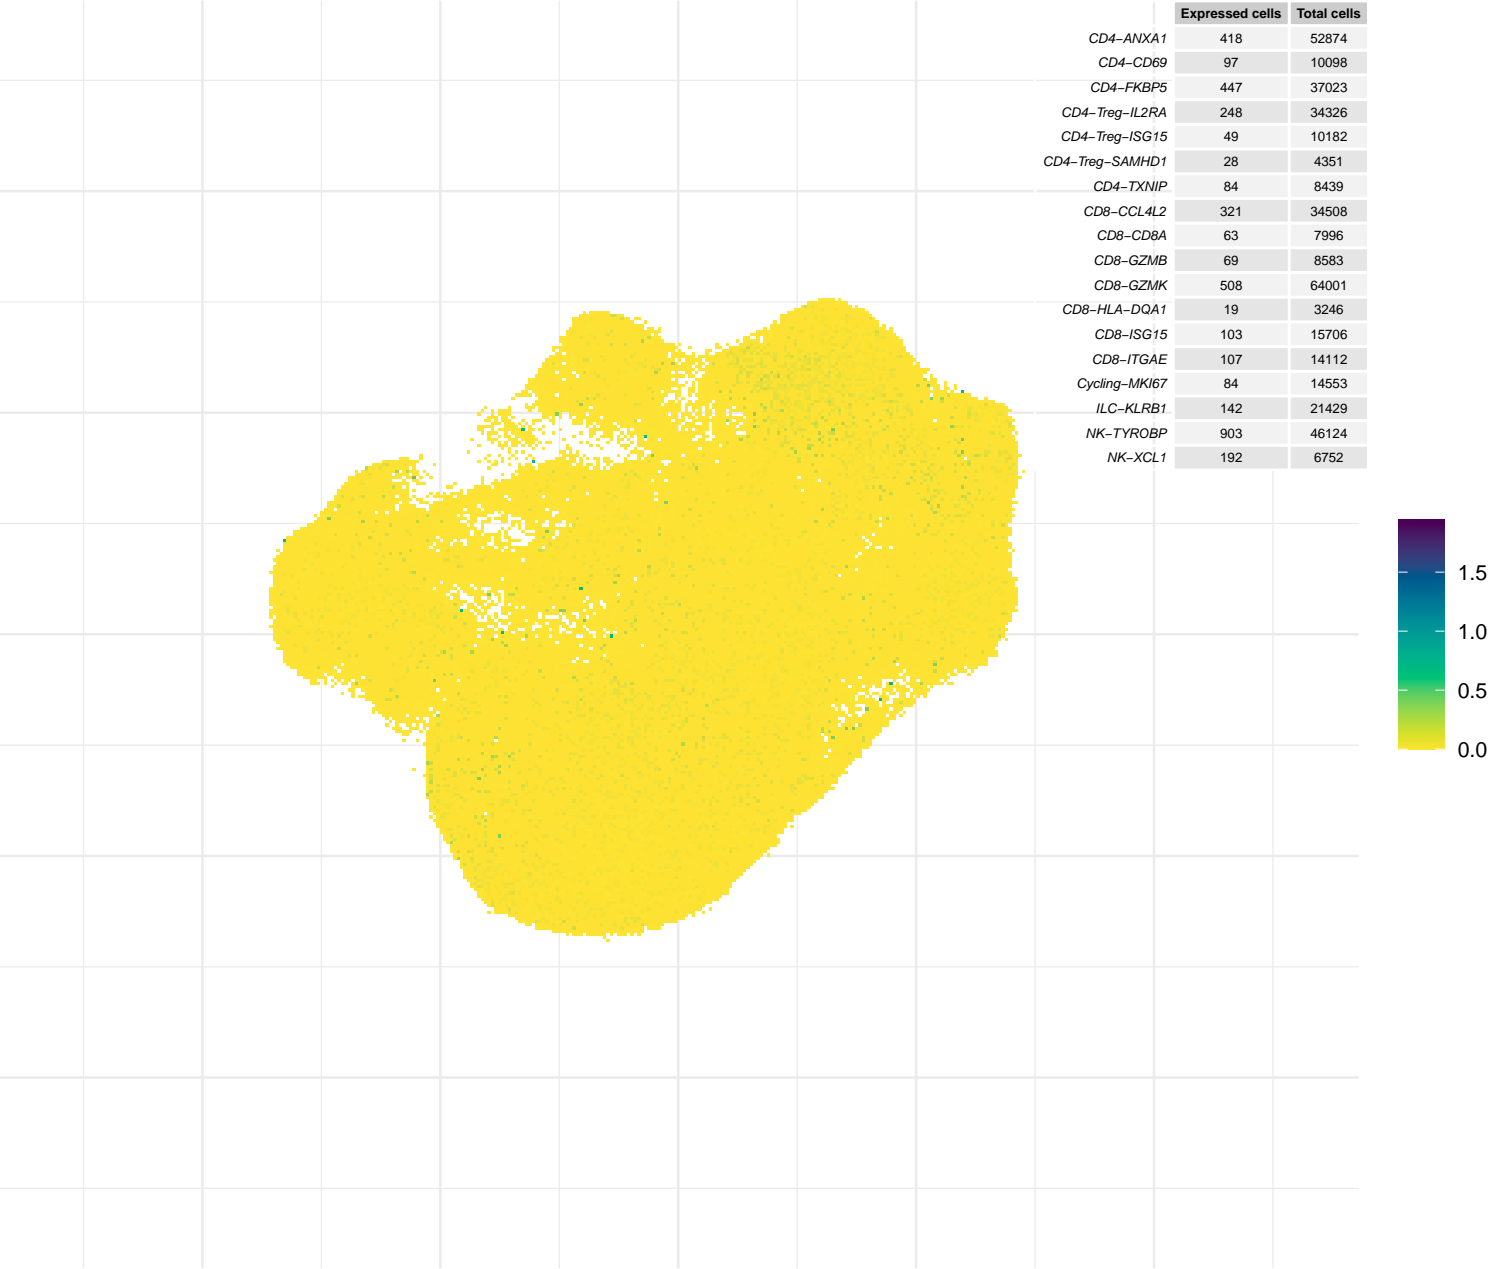 Expressed cells Total cells
CD4−ANXA1 418 52874
CD4−CD69 97 10098
CD4−FKBP5 447 37023
CD4−Treg−IL2RA 248 34326
CD4−Treg−ISG15 49 10182
CD4−Treg−SAMHD1 28 4351
CD4−TXNIP 84 8439
CD8−CCL4L2 321 34508
CD8−CD8A 63 7996
CD8−GZMB 69 8583
CD8−GZMK 508 64001
CD8−HLA−DQA1 19 3246
CD8−ISG15 103 15706
CD8−ITGAE 107 14112
Cycling−MKI67 84 14553
ILC−KLRB1 142 21429
NK−TYROBP 903 46124
NK−XCL1 192 6752
1.5
1.0
0.5
0.0